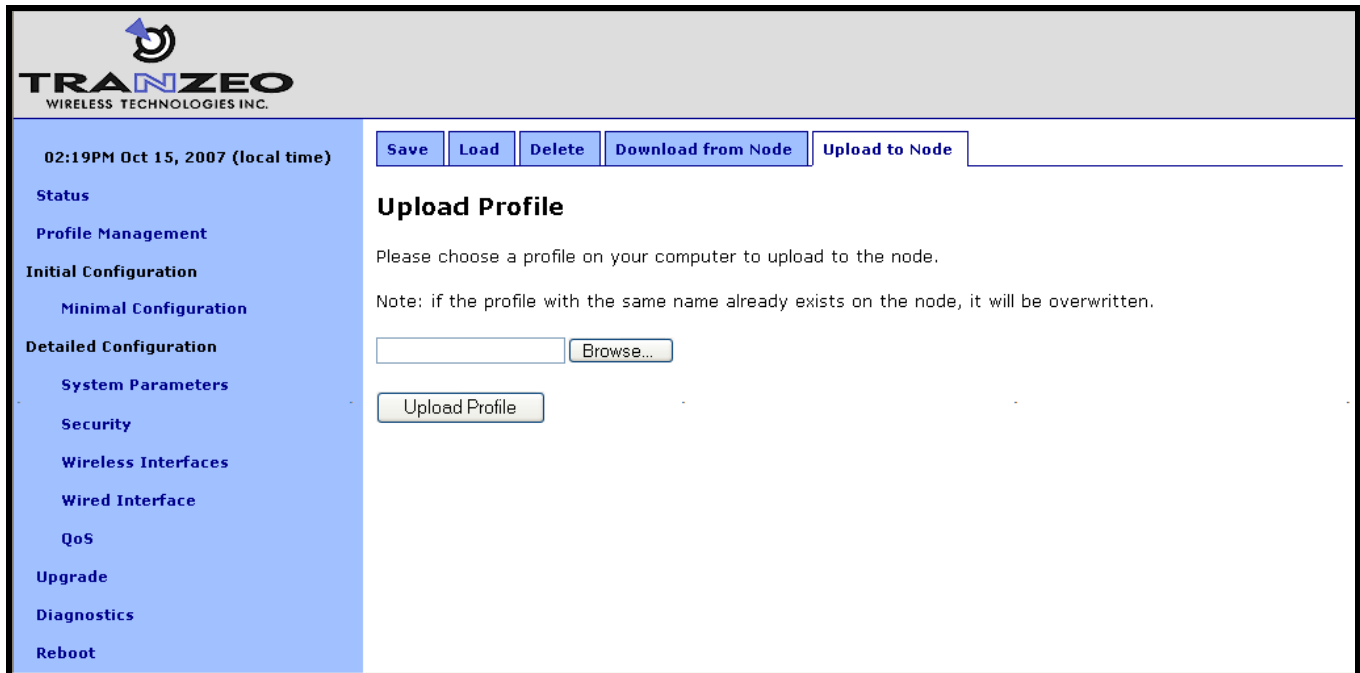 TRANZEO
WIRELESS TECHNOLOGIES INC.
02:19PM Oct 15, 2007 (local time)
Status
Profile Management
Initial Configuration
Minimal Configuration
Detailed Configuration
System Parameters
Security
Wireless Interfaces
Wired Interface
QoS
Upgrade
Diagnostics
Reboot
Save Load Delete Download from Node Upload to Node
Upload Profile
Please choose a profile on your computer to upload to the node.
Note: if the profile with the same name already exists on the node, it will be overwritten.
Browse...
Upload Profile